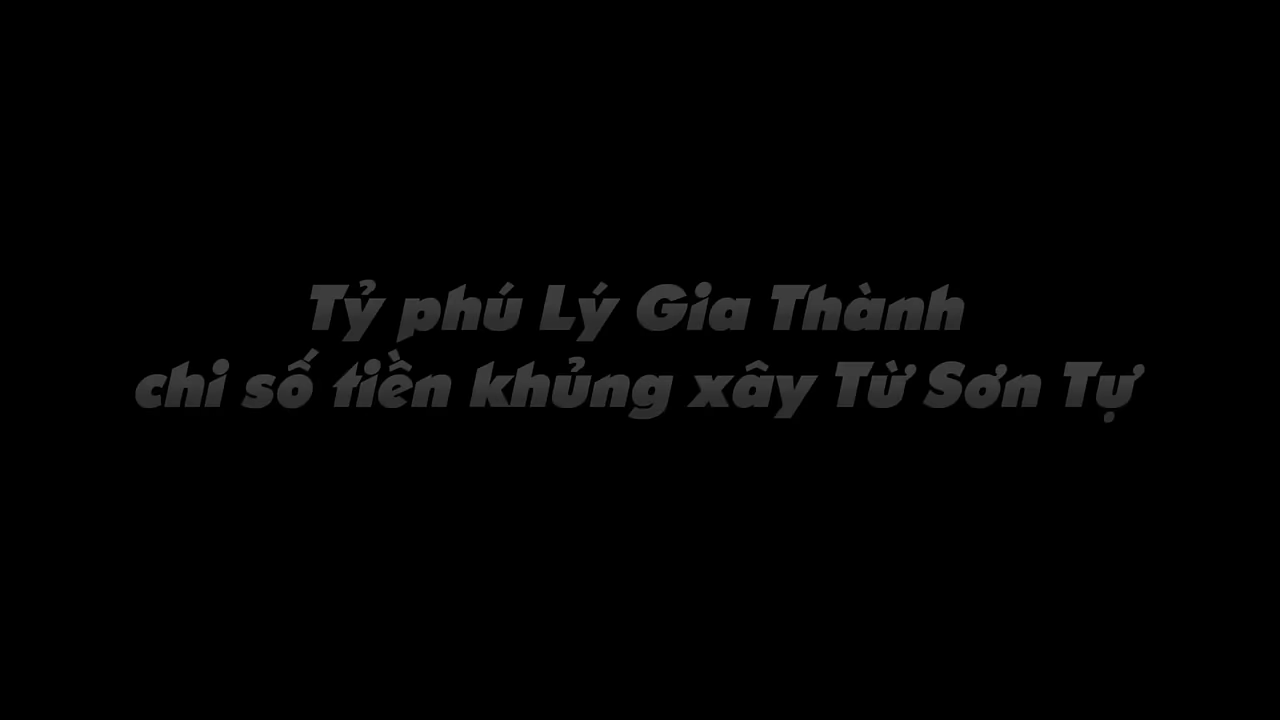 Tỷ phú Lý Gia Thành
chi số tiền khủng xây Từ Sơn Tự